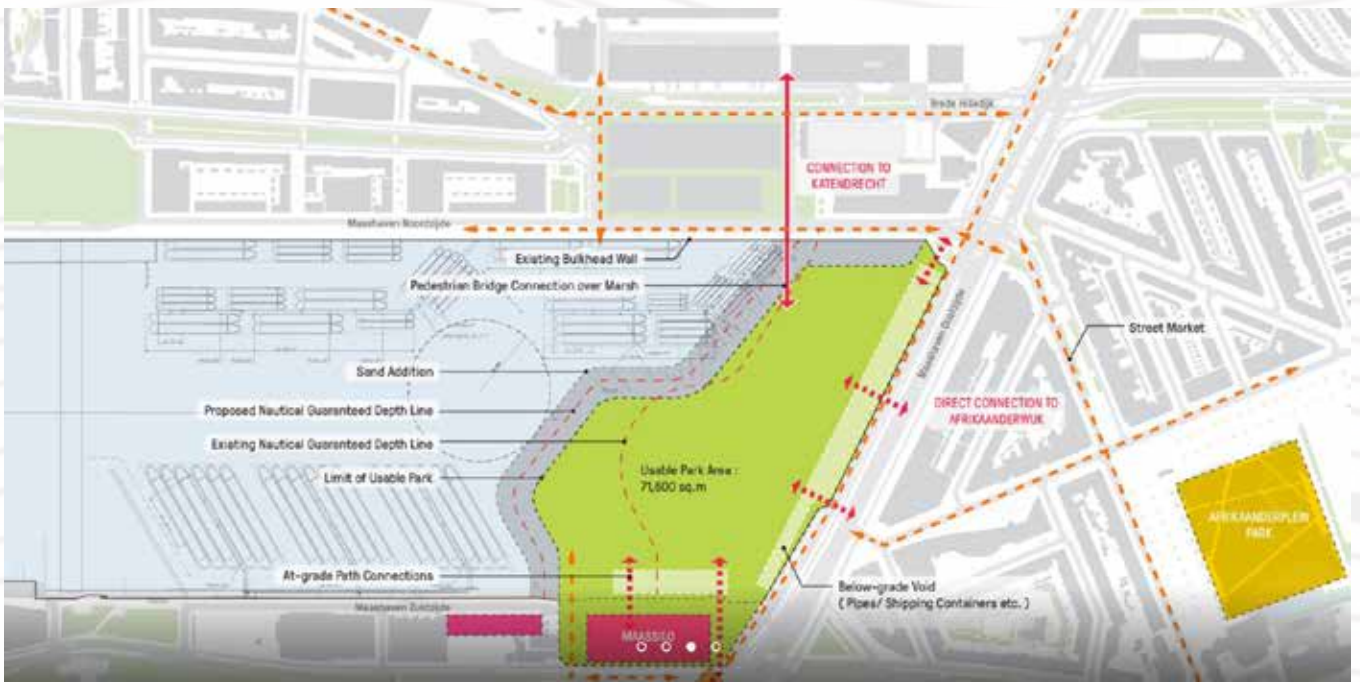 Brede Hilledijk
CONNECTION TO
KATENDRECHT
Maashaven Noordzijde
Existing Bulkhead Wall
Pedestrian Bridge Connection over Marsh
Street Market
Maashaven Oostzijde
Sand Addition
DIRECT CONNECTION TO
AFRIKAANDERWIJK
Proposed Nautical Guaranteed Depth Line
Existing Nautical Guaranteed Depth Line
Limit of Usable Park
Usable Park Area :
71,600 sq.m
AFRIKAANDERPLEIN
PARK
At-grade Path Connections
Below-grade Void
( Pipes/ Shipping Containers etc. )
Maashaven Zuidzijde
MAASSILO